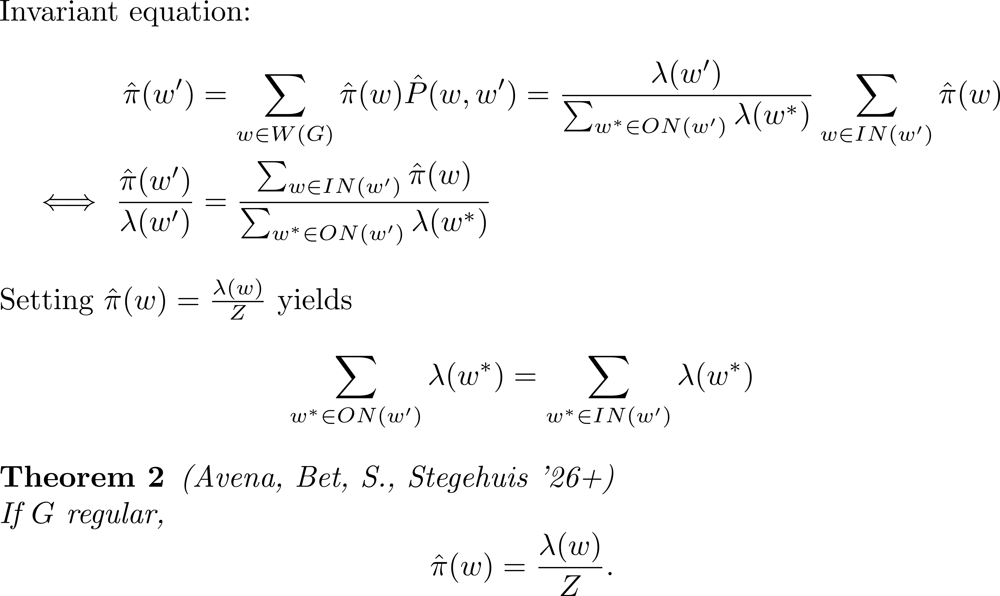 Invariant equation:
$$\hat{\pi}(w') = \sum_{w \in W(G)} \hat{\pi}(w)\hat{P}(w, w') = \frac{\lambda(w')}{\sum_{w^* \in ON(w')} \lambda(w^*)} \sum_{w \in IN(w')} \hat{\pi}(w)$$
$$\iff \frac{\hat{\pi}(w')}{\lambda(w')} = \frac{\sum_{w \in IN(w')} \hat{\pi}(w)}{\sum_{w^* \in ON(w')} \lambda(w^*)}$$
Setting $\hat{\pi}(w) = \frac{\lambda(w)}{Z}$ yields
$$\sum_{w^* \in ON(w')} \lambda(w^*) = \sum_{w^* \in IN(w')} \lambda(w^*)$$
Theorem 2 (Avena, Bet, S., Stegehuis '26+)
If G regular,
$$\hat{\pi}(w) = \frac{\lambda(w)}{Z}.$$